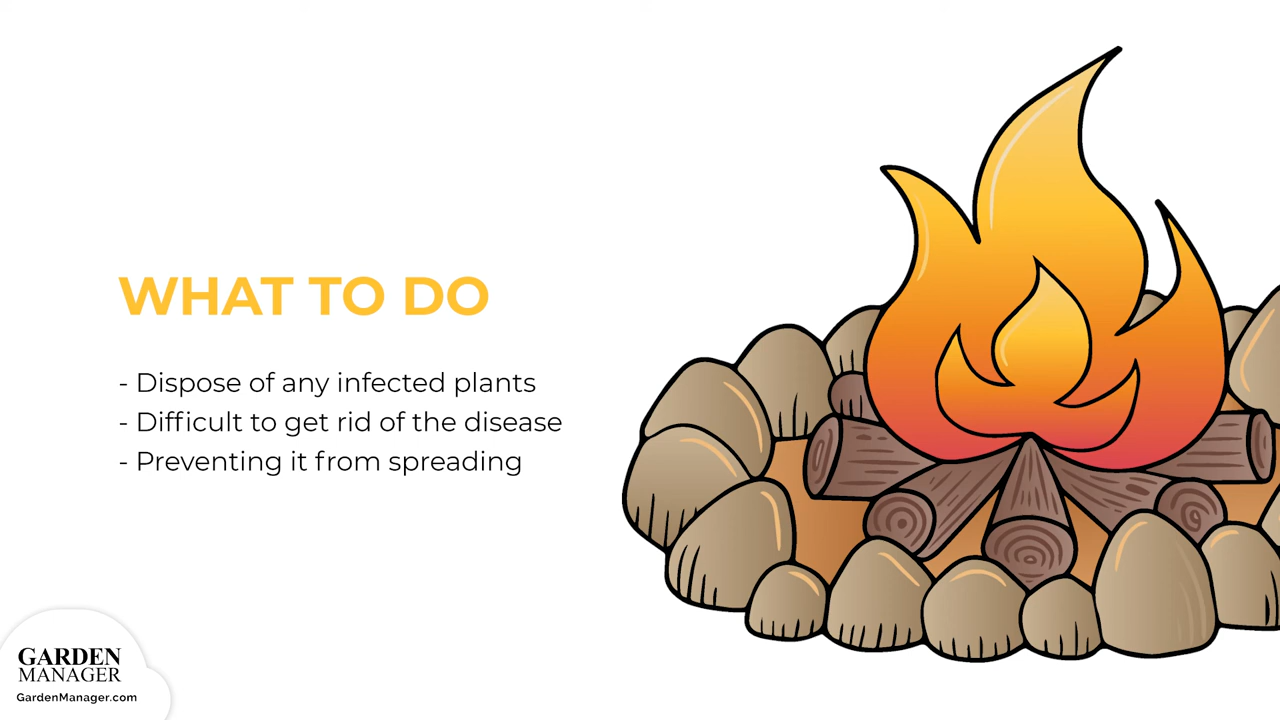 WHAT TO DO
- Dispose of any infected plants
- Difficult to get rid of the disease
- Preventing it from spreading
GARDEN
MANAGER
GardenManager.com